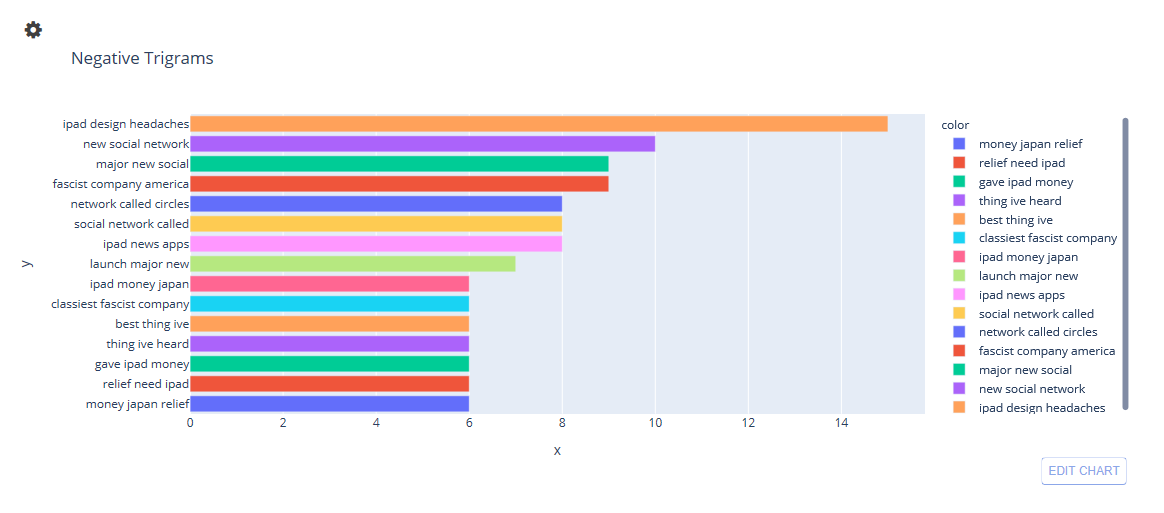 Negative Trigrams
ipad design headaches
new social network
major new social
fascist company america
network called circles
social network called
ipad news apps
launch major new
ipad money japan
classiest fascist company
best thing ive
thing ive heard
gave ipad money
relief need ipad
money japan relief
y
0 2 4 6 8 10 12 14
x
color
money japan relief
relief need ipad
gave ipad money
thing ive heard
best thing ive
classiest fascist company
ipad money japan
launch major new
ipad news apps
social network called
network called circles
fascist company america
major new social
new social network
ipad design headaches
EDIT CHART